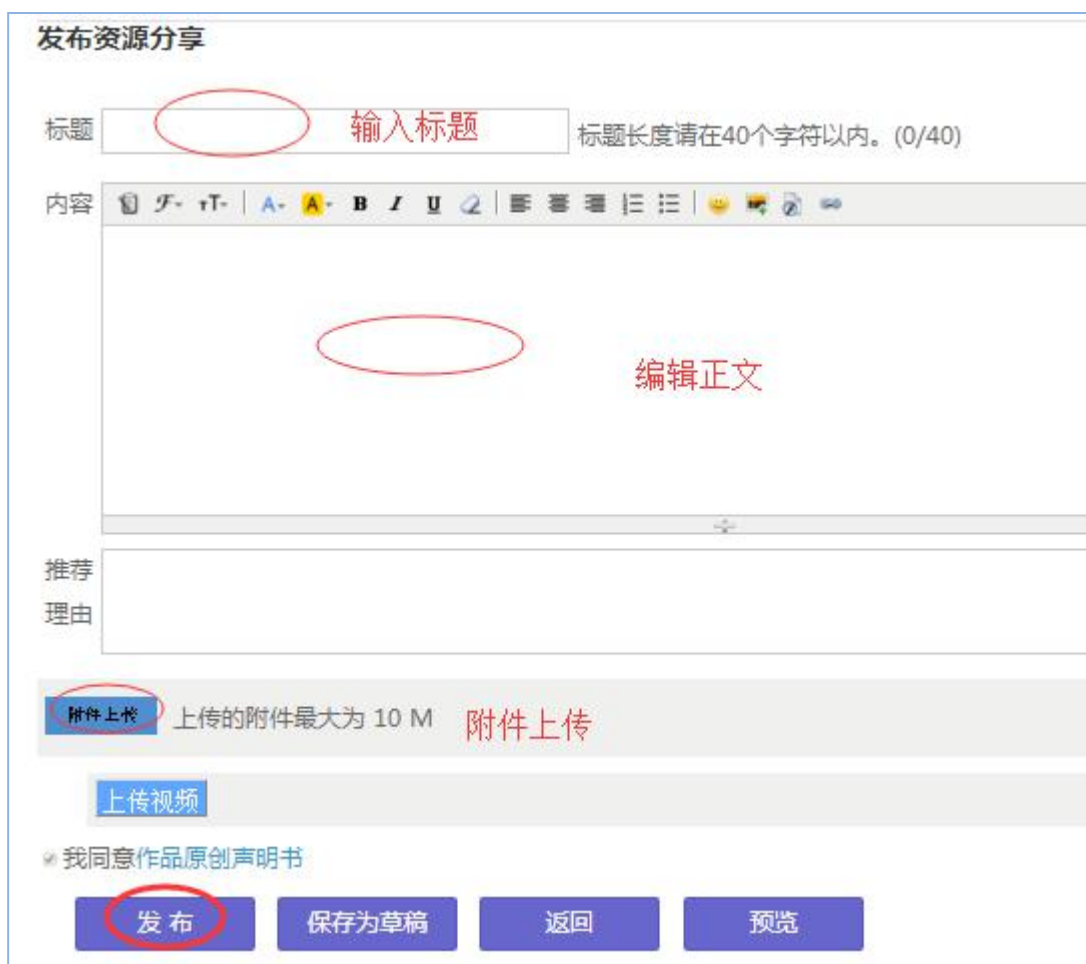 发布资源分享
标题 输入标题 标题长度请在40个字符以内。(0/40)
内容 F TT A A B I U
编辑正文
推荐
理由
附件上传 上传的附件最大为 10 M 附件上传
上传视频
我同意作品原创声明书
发 布 保存为草稿 返回 预览